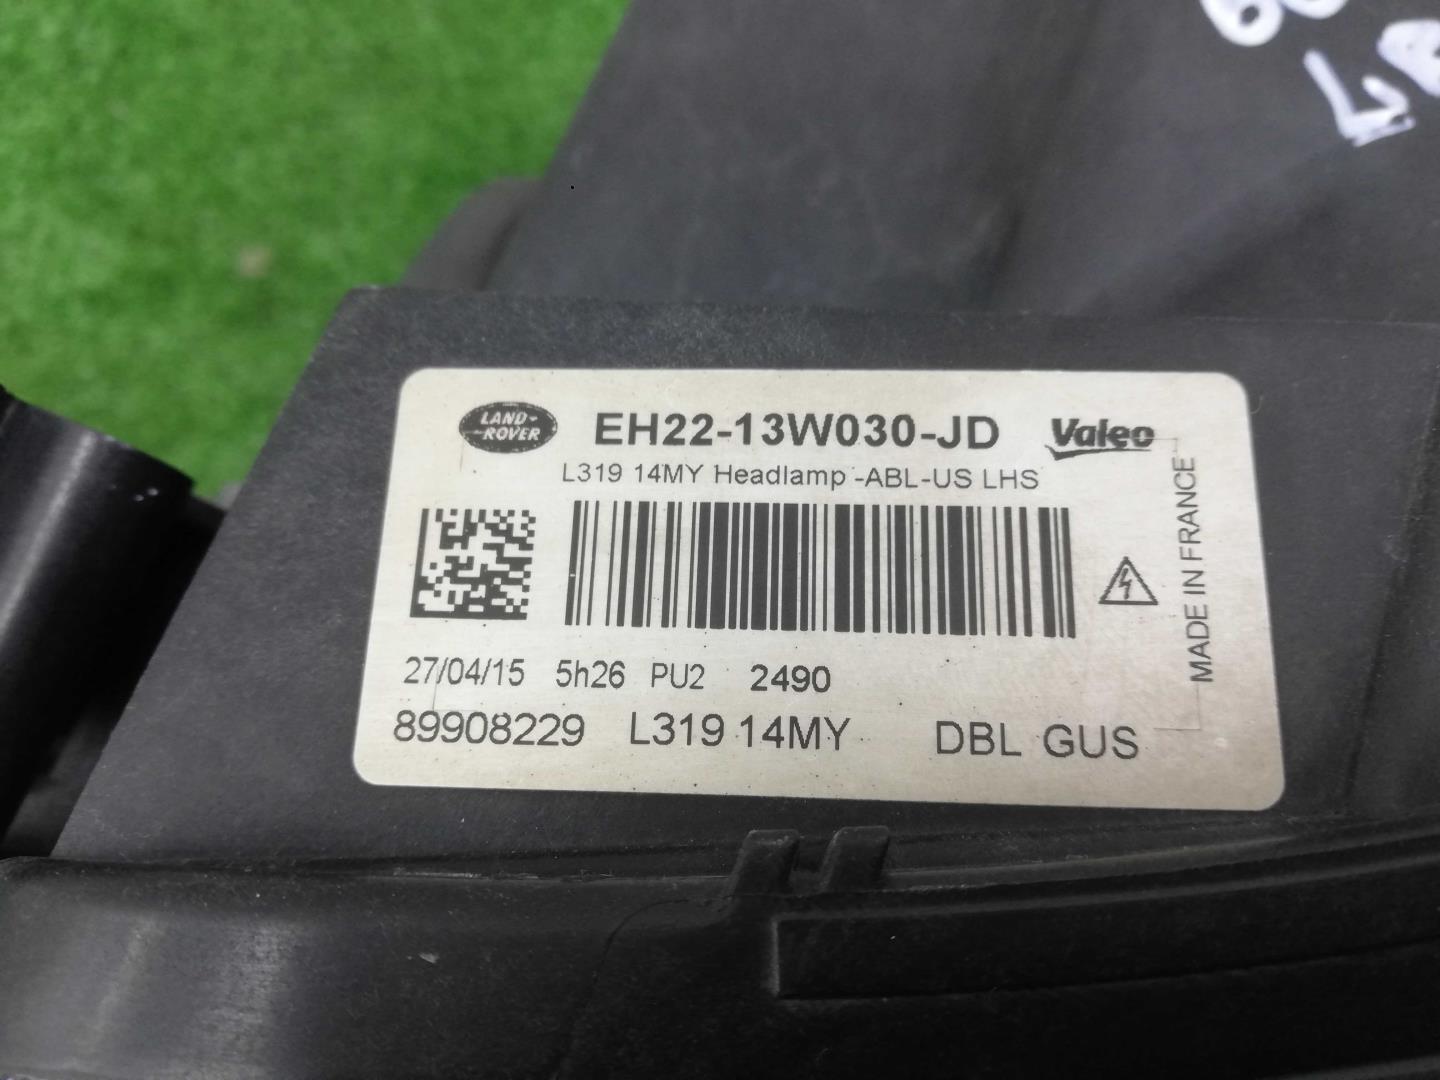 LAND-
ROVER
EH22-13W030-JD
Valeo
L319 14MY Headlamp -ABL-US LHS
MADE IN FRANCE
27/04/15 5h26 PU2 2490
89908229 L319 14MY DBL GUS